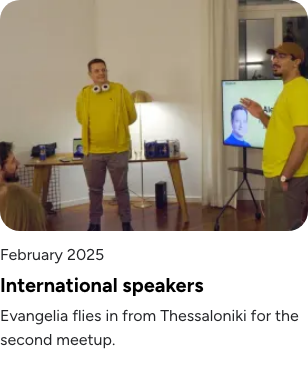 February 2025
International speakers
Evangelia flies in from Thessaloniki for the
second meetup.